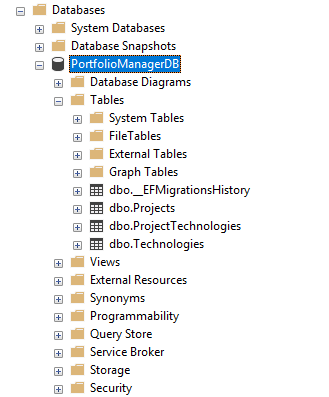 Databases
System Databases
Database Snapshots
PortfolioManagerDB
Database Diagrams
Tables
System Tables
FileTables
External Tables
Graph Tables
dbo.__EFMigrationsHistory
dbo.Projects
dbo.ProjectTechnologies
dbo.Technologies
Views
External Resources
Synonyms
Programmability
Query Store
Service Broker
Storage
Security